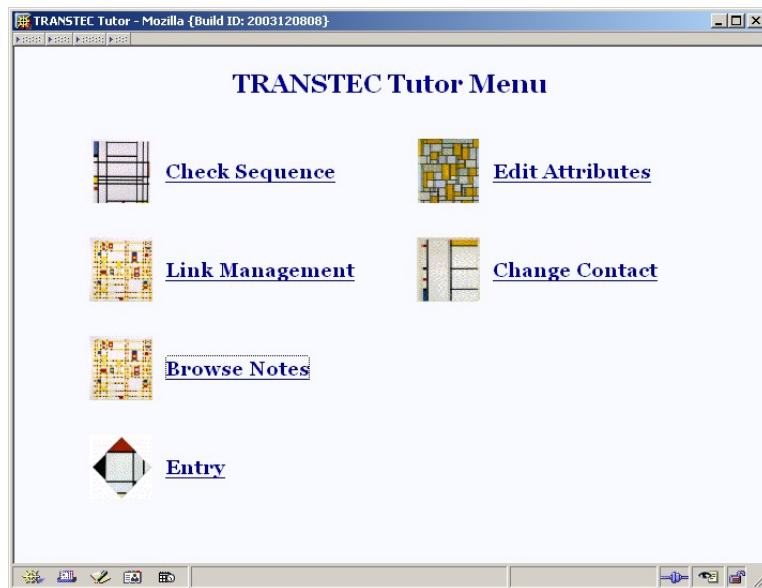 TRANSTEC Tutor - Mozilla {Build ID: 2003120808}
TRANSTEC Tutor Menu
Check Sequence
Edit Attributes
Link Management
Change Contact
Browse Notes
Entry